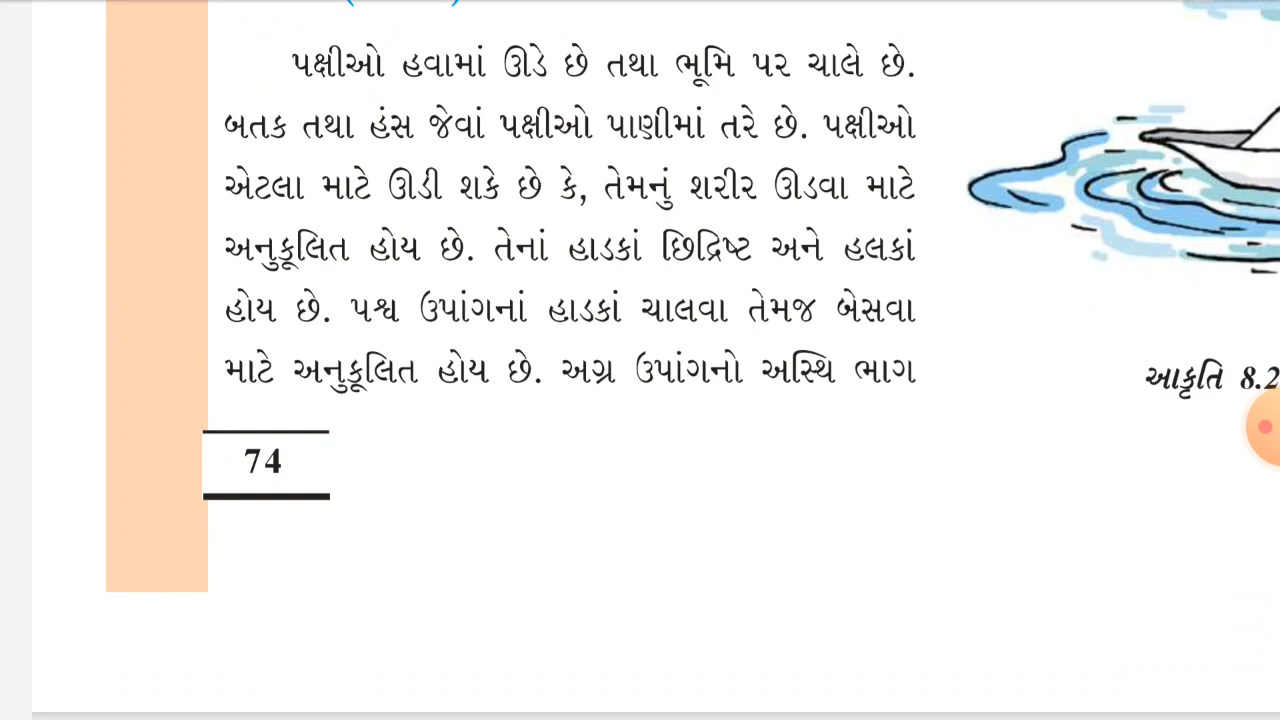 પક્ષીઓ હવામાં ઊડે છે તથા ભૂમિ પર ચાલે છે.
બતક તથા હંસ જેવાં પક્ષીઓ પાણીમાં તરે છે. પક્ષીઓ
એટલા માટે ઊડી શકે છે કે, તેમનું શરીર ઊડવા માટે
અનુકૂલિત હોય છે. તેનાં હાડકાં છિદ્રિષ્ટ અને હલકાં
હોય છે. પશ્વ ઉપાંગનાં હાડકાં ચાલવા તેમજ બેસવા
માટે અનુકૂલિત હોય છે. અગ્ર ઉપાંગનો અસ્થિ ભાગ
આકૃતિ 8.2
74